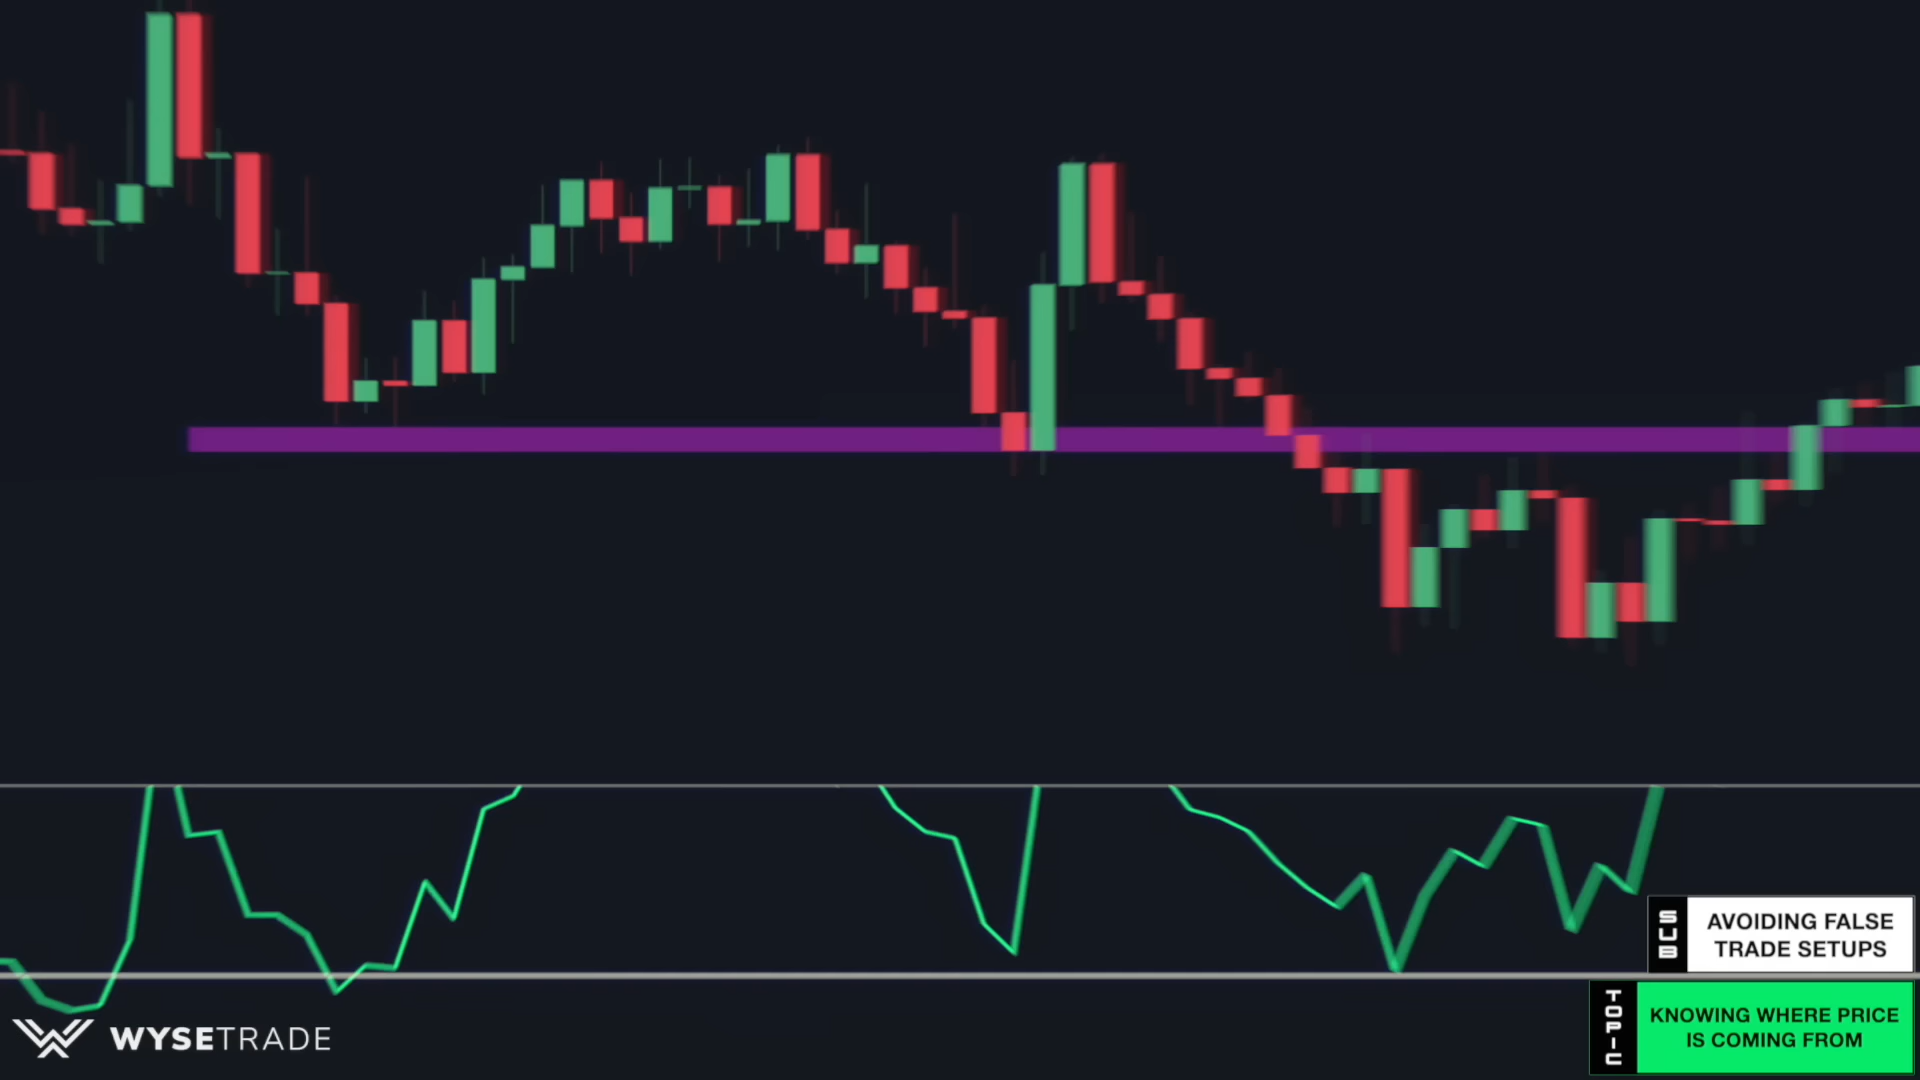 SUB
AVOIDING FALSE
TRADE SETUPS
TOPIC
KNOWING WHERE PRICE
IS COMING FROM
WYSETRADE